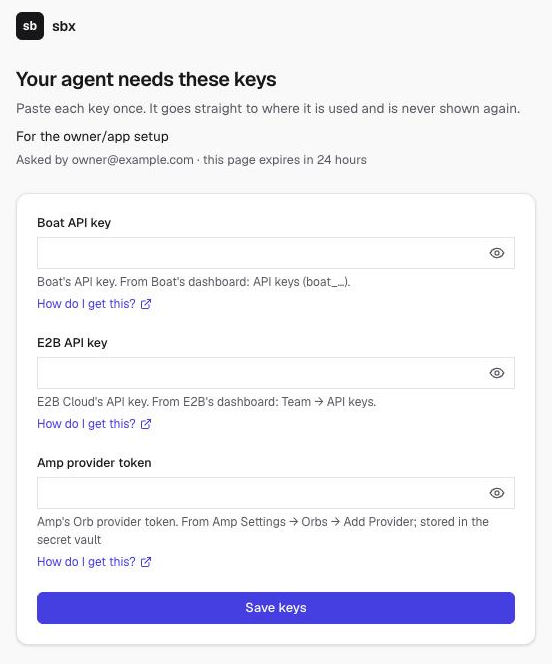 sb sbx
Your agent needs these keys
Paste each key once. It goes straight to where it is used and is never shown again.
For the owner/app setup
Asked by owner@example.com · this page expires in 24 hours
Boat API key
Boat's API key. From Boat's dashboard: API keys (boat_…).
How do I get this?
E2B API key
E2B Cloud's API key. From E2B's dashboard: Team → API keys.
How do I get this?
Amp provider token
Amp's Orb provider token. From Amp Settings → Orbs → Add Provider; stored in the
secret vault
How do I get this?
Save keys